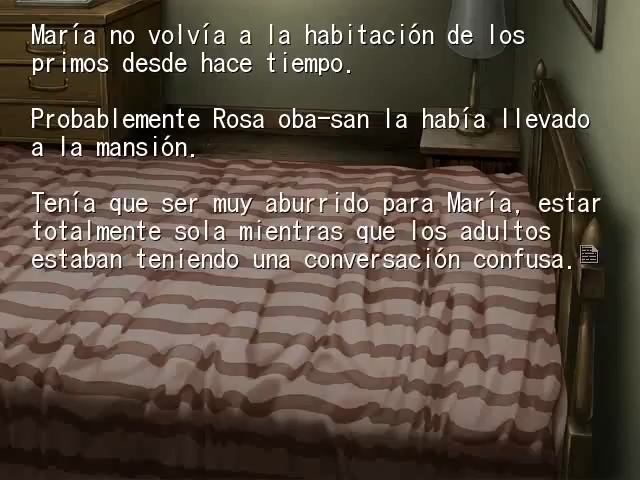 María no volvía a la habitación de los
primos desde hace tiempo.
Probablemente Rosa oba-san la había llevado
a la mansión.
Tenía que ser muy aburrido para María, estar
totalmente sola mientras que los adultos
estaban teniendo una conversación confusa.